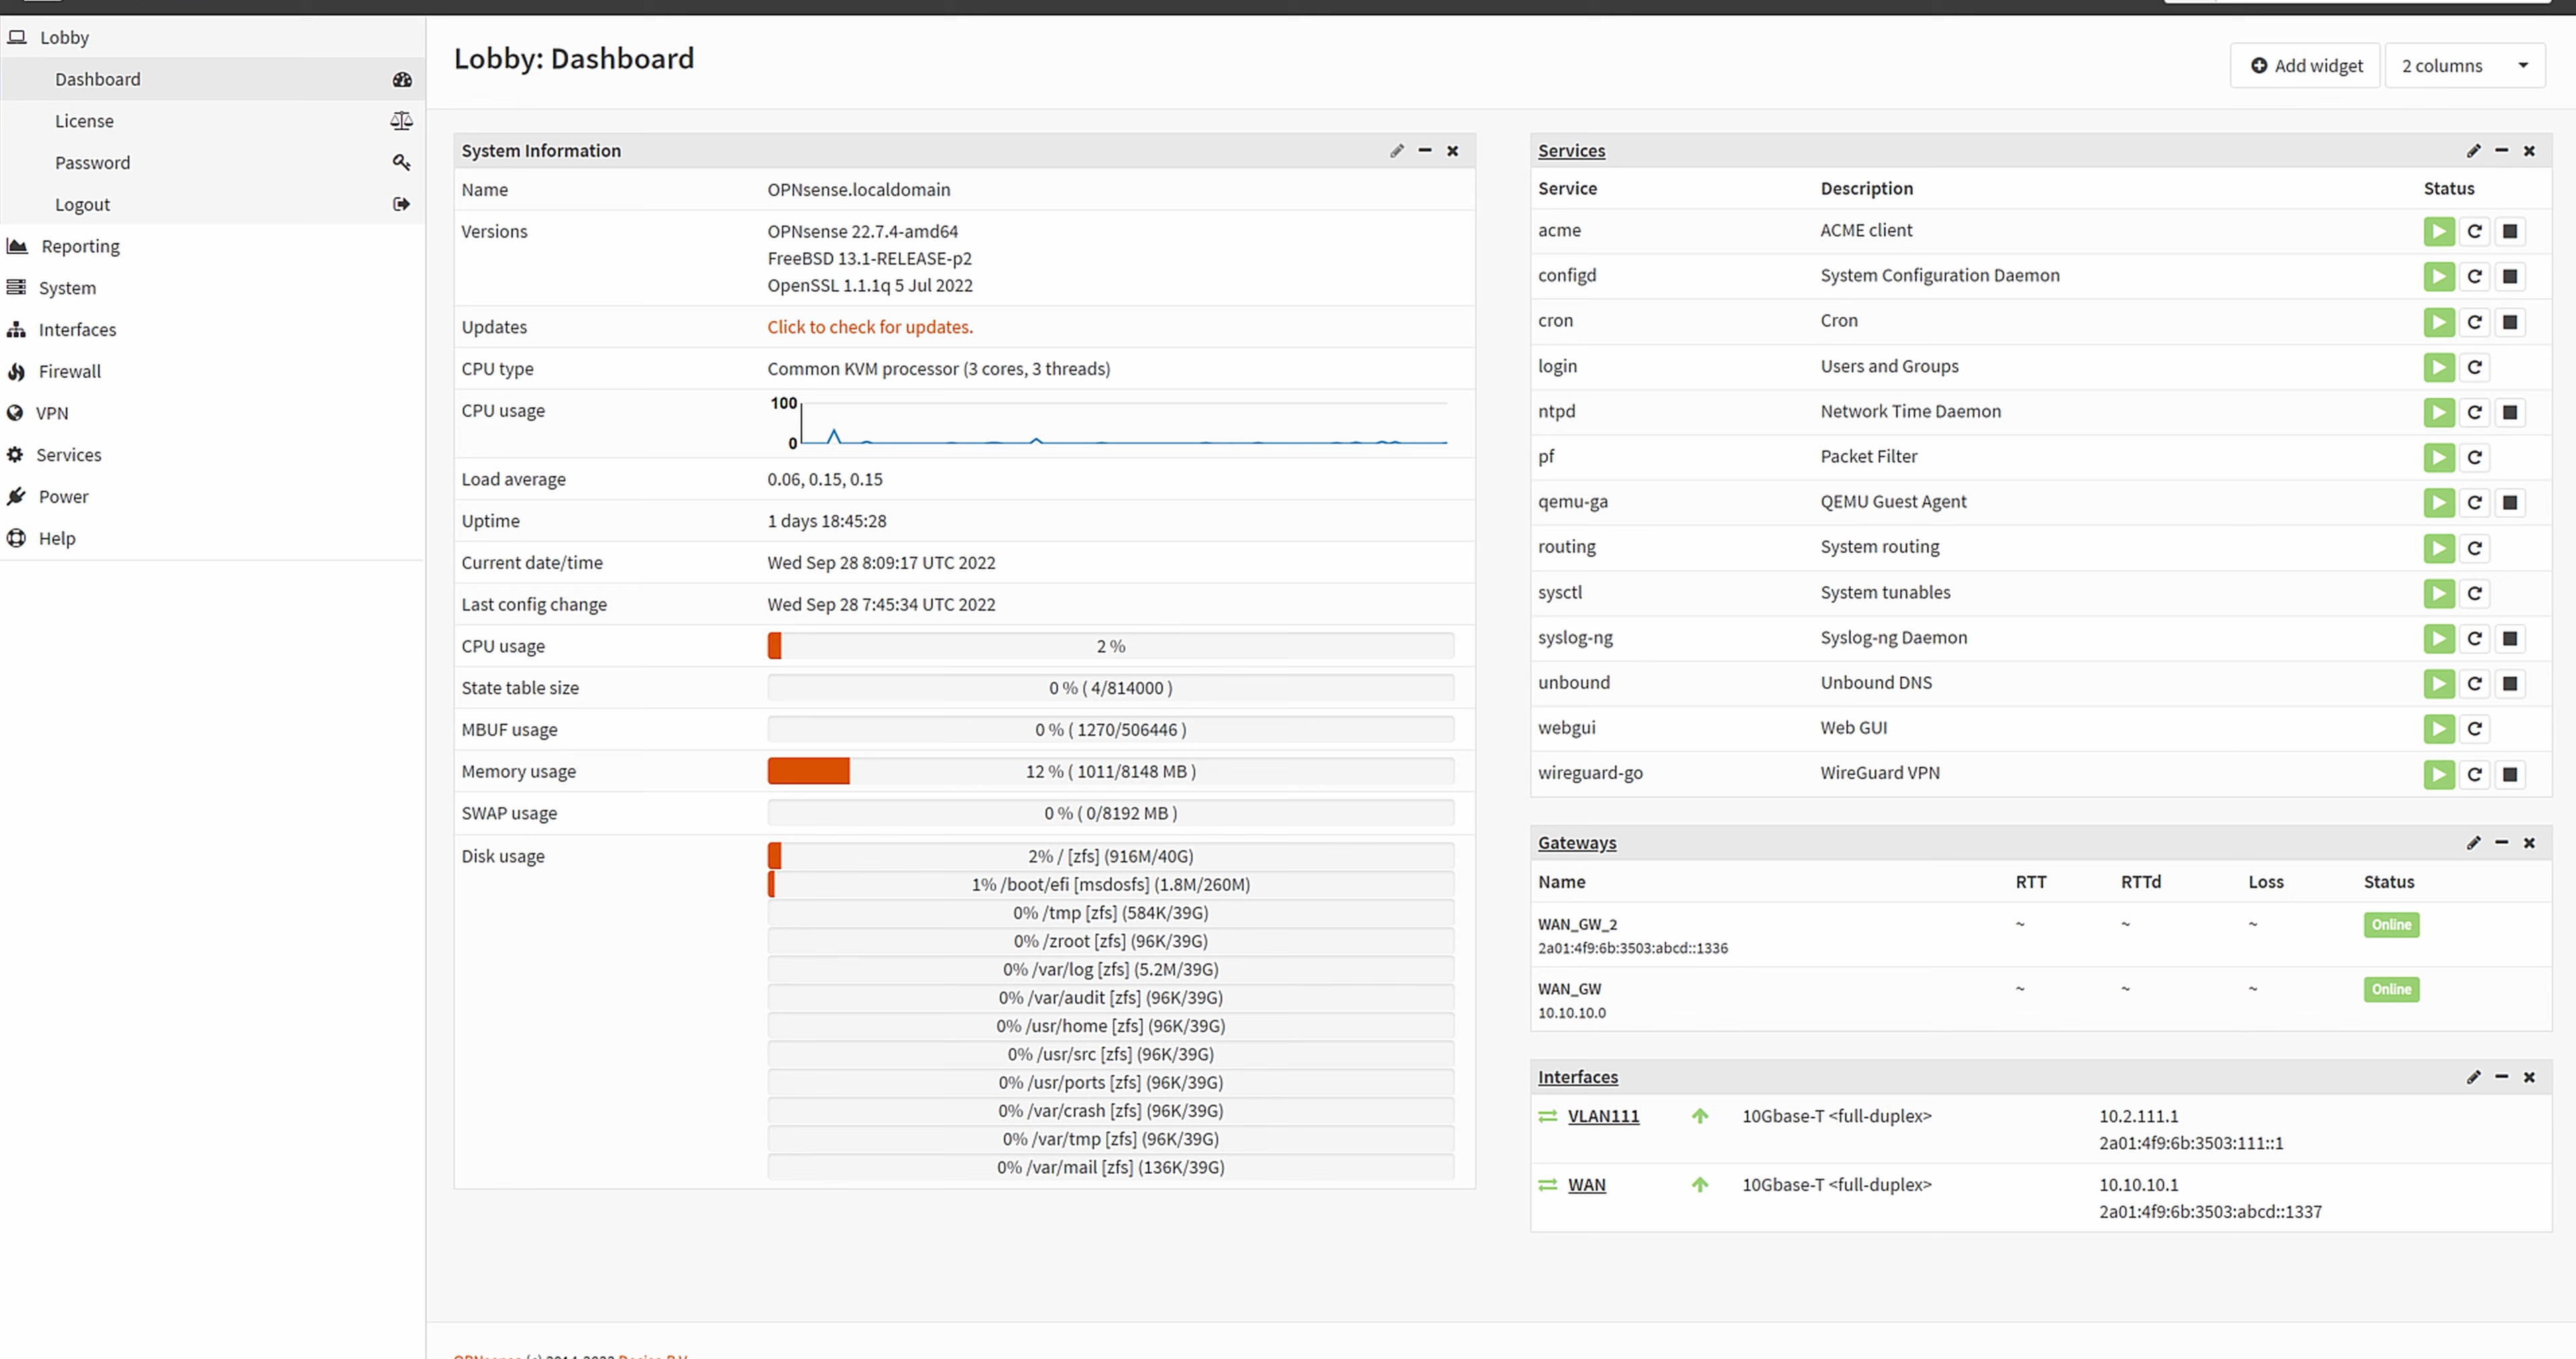 Lobby
Dashboard
License
Password
Logout
Reporting
System
Interfaces
Firewall
VPN
Services
Power
Help
Lobby: Dashboard
Add widget
2 columns
System Information
Name OPNsense.localdomain
Versions OPNsense 22.7.4-amd64
FreeBSD 13.1-RELEASE-p2
OpenSSL 1.1.1q 5 Jul 2022
Updates Click to check for updates.
CPU type Common KVM processor (3 cores, 3 threads)
CPU usage 100
0
Load average 0.06, 0.15, 0.15
Uptime 1 days 18:45:28
Current date/time Wed Sep 28 8:09:17 UTC 2022
Last config change Wed Sep 28 7:45:34 UTC 2022
CPU usage 2 %
State table size 0 % ( 4/814000 )
MBUF usage 0 % ( 1270/506446 )
Memory usage 12 % ( 1011/8148 MB )
SWAP usage 0 % ( 0/8192 MB )
Disk usage 2% / [zfs] (916M/40G)
1% /boot/efi [msdosfs] (1.8M/260M)
0% /tmp [zfs] (584K/39G)
0% /zroot [zfs] (96K/39G)
0% /var/log [zfs] (5.2M/39G)
0% /var/audit [zfs] (96K/39G)
0% /usr/home [zfs] (96K/39G)
0% /usr/src [zfs] (96K/39G)
0% /usr/ports [zfs] (96K/39G)
0% /var/crash [zfs] (96K/39G)
0% /var/tmp [zfs] (96K/39G)
0% /var/mail [zfs] (136K/39G)
Services
Service Description Status
acme ACME client
configd System Configuration Daemon
cron Cron
login Users and Groups
ntpd Network Time Daemon
pf Packet Filter
qemu-ga QEMU Guest Agent
routing System routing
sysctl System tunables
syslog-ng Syslog-ng Daemon
unbound Unbound DNS
webgui Web GUI
wireguard-go WireGuard VPN
Gateways
Name RTT RTTd Loss Status
WAN_GW_2 ~ ~ ~ Online
2a01:4f9:6b:3503:abcd::1336
WAN_GW ~ ~ ~ Online
10.10.10.0
Interfaces
VLAN111 10Gbase-T <full-duplex> 10.2.111.1
2a01:4f9:6b:3503:111::1
WAN 10Gbase-T <full-duplex> 10.10.10.1
2a01:4f9:6b:3503:abcd::1337